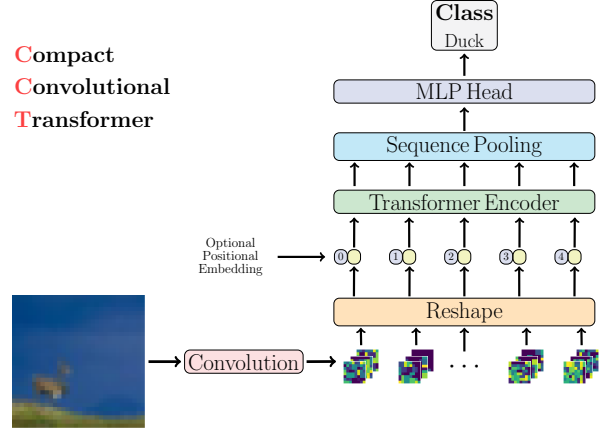 Compact
Convolutional
Transformer
Class
Duck
MLP Head
Sequence Pooling
Transformer Encoder
Optional
Positional
Embedding
0 1 2 3 4
Reshape
Convolution
...